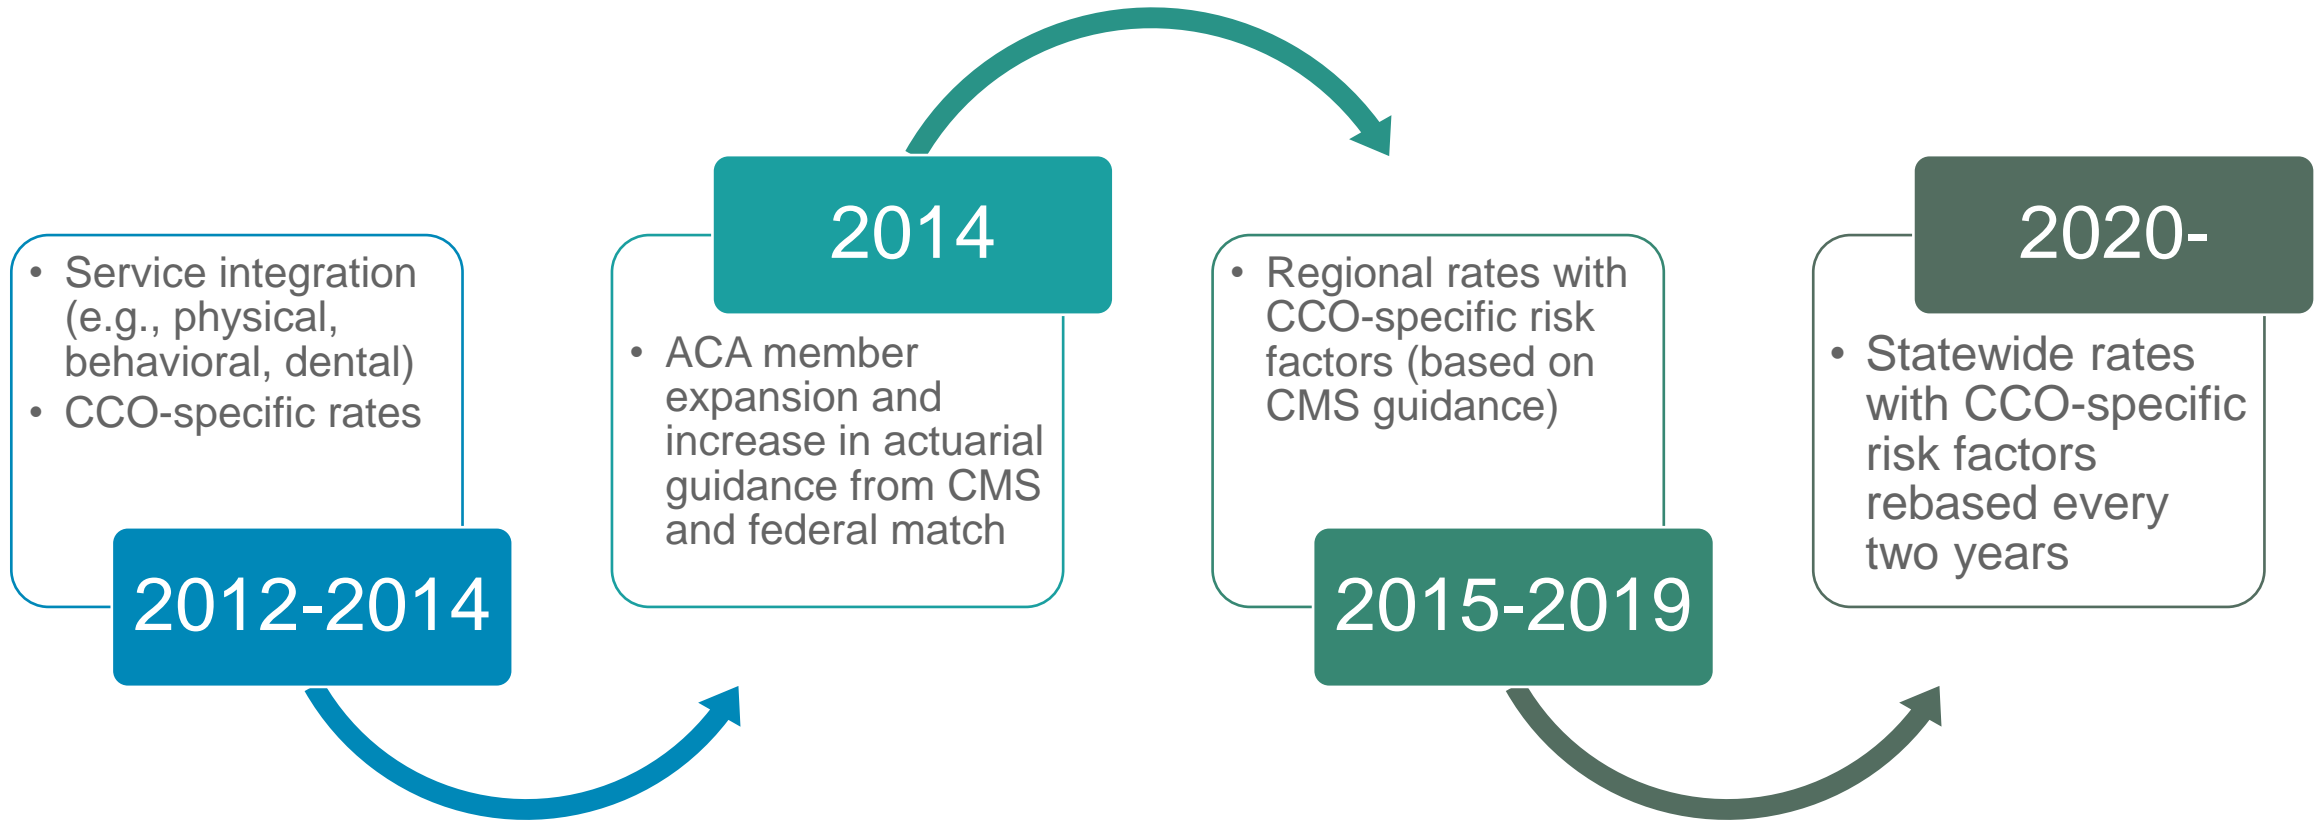 • Service integration
(e.g., physical,
behavioral, dental)
• CCO-specific rates
2012-2014
2014
• ACA member
expansion and
increase in actuarial
guidance from CMS
and federal match
• Regional rates with
CCO-specific risk
factors (based on
CMS guidance)
2015-2019
2020-
• Statewide rates
with CCO-specific
risk factors
rebased every
two years